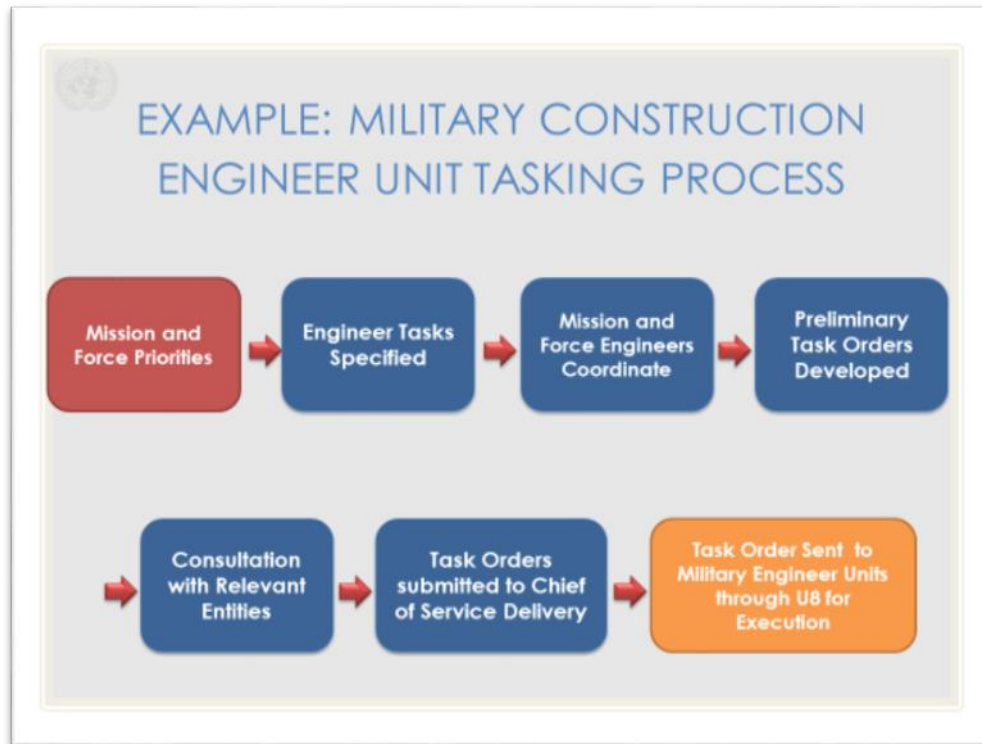 EXAMPLE: MILITARY CONSTRUCTION
ENGINEER UNIT TASKING PROCESS
Mission and
Force Priorities
Engineer Tasks
Specified
Mission and
Force Engineers
Coordinate
Preliminary
Task Orders
Developed
Consultation
with Relevant
Entities
Task Orders
submitted to Chief
of Service Delivery
Task Order Sent to
Military Engineer Units
through U8 for
Execution